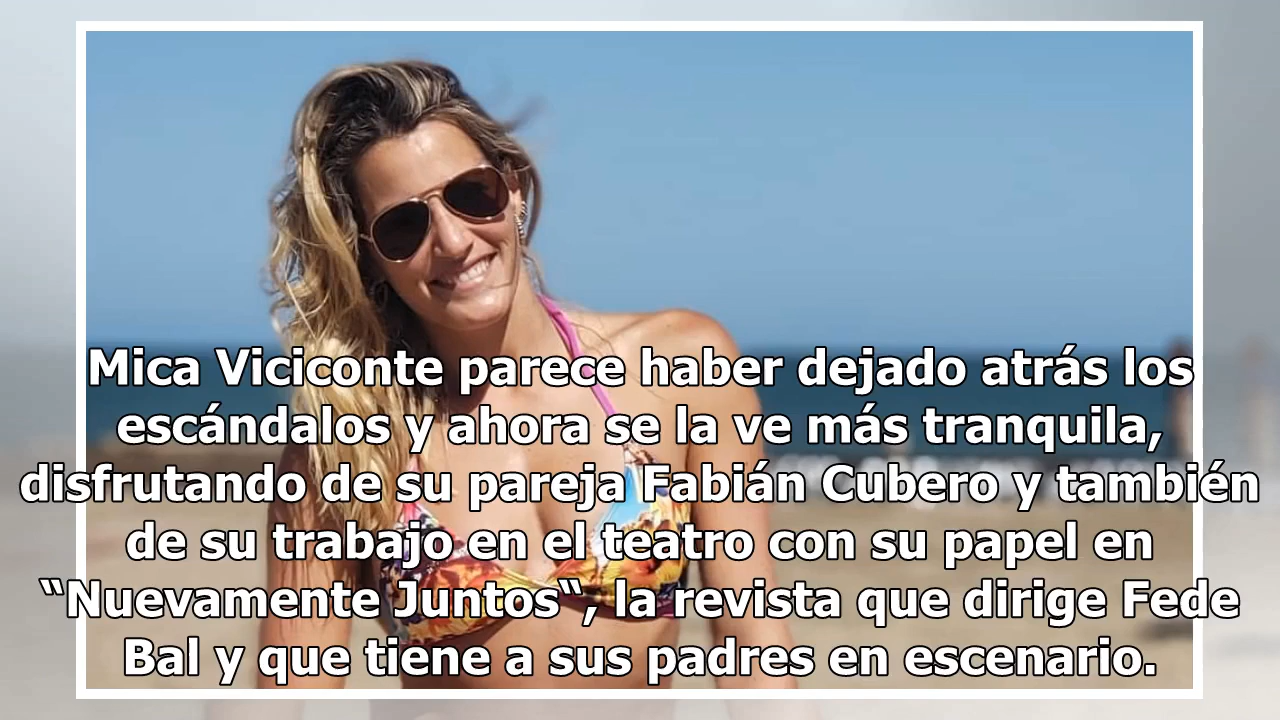 Mica Viciconte parece haber dejado atrás los
escándalos y ahora se la ve más tranquila,
disfrutando de su pareja Fabián Cubero y también
de su trabajo en el teatro con su papel en
“Nuevamente Juntos“, la revista que dirige Fede
Bal y que tiene a sus padres en escenario.